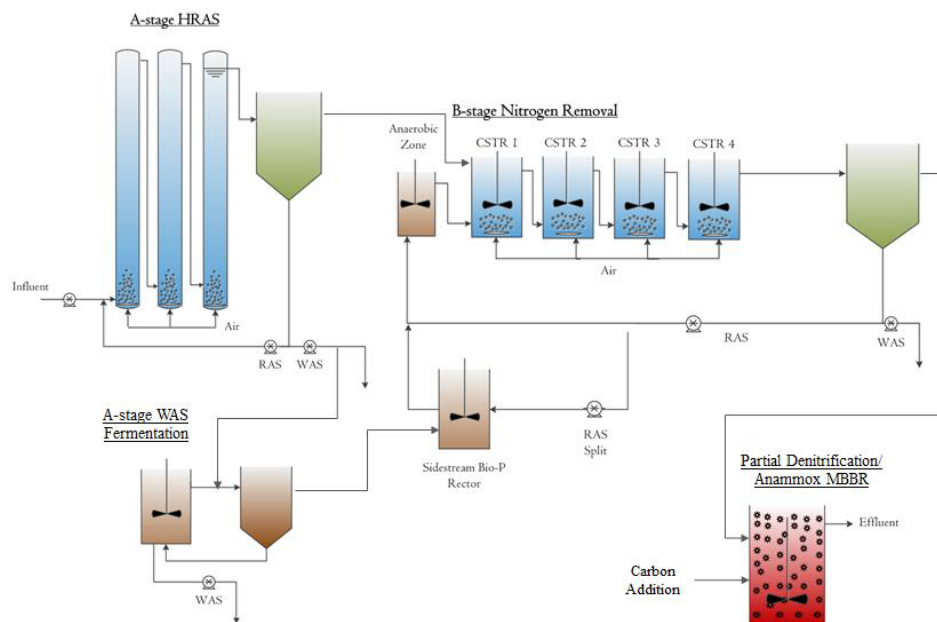 A-stage HRAS
B-stage Nitrogen Removal
Anaerobic
Zone
CSTR 1
CSTR 2
CSTR 3
CSTR 4
Influent
Air
Air
RAS
WAS
RAS
WAS
A-stage WAS
Fermentation
RAS
Split
Sidestream Bio-P
Rector
Partial Denitrification/
Anammox MBBR
Effluent
Carbon
Addition
WAS